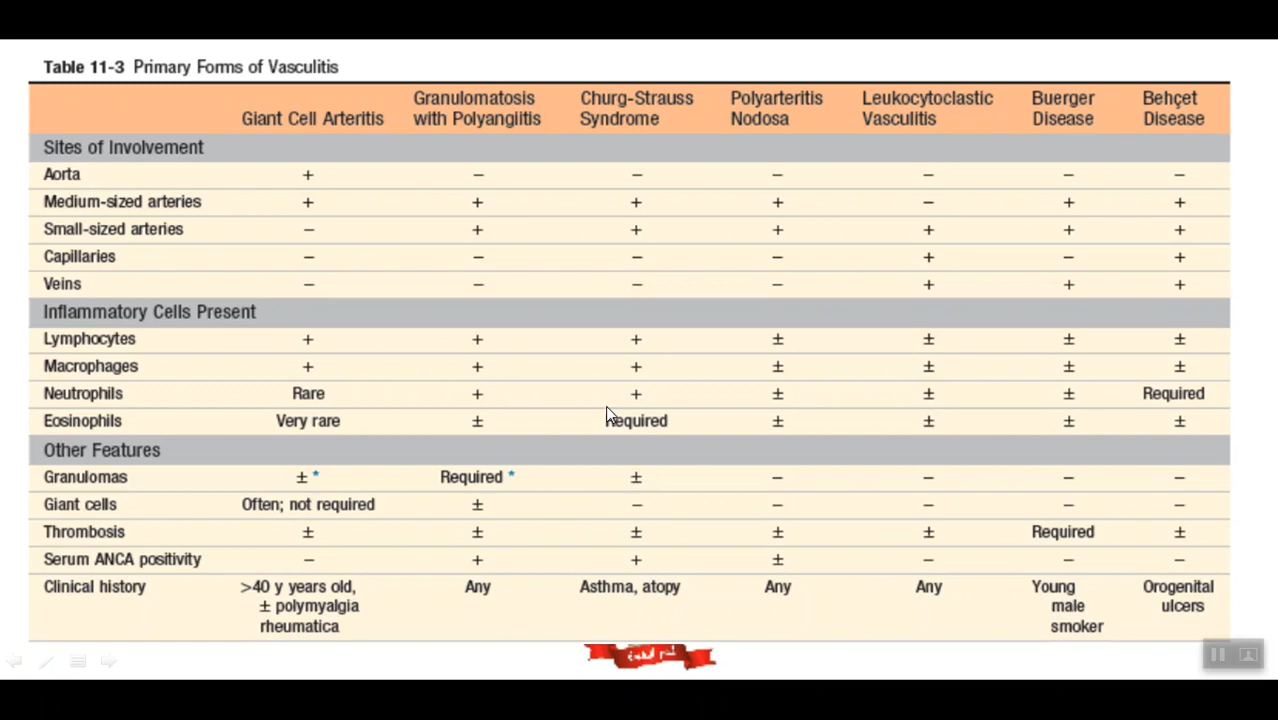 Table 11-3 Primary Forms of Vasculitis
Giant Cell Arteritis Granulomatosis with Polyangiitis Churg-Strauss Syndrome Polyarteritis Nodosa Leukocytoclastic Vasculitis Buerger Disease Behçet Disease
Sites of Involvement
Aorta + – – – – – –
Medium-sized arteries + + + + – + +
Small-sized arteries – + + + + + +
Capillaries – – – – + – +
Veins – – – – + + +
Inflammatory Cells Present
Lymphocytes + + + ± ± ± ±
Macrophages + + + ± ± ± ±
Neutrophils Rare + + ± ± ± Required
Eosinophils Very rare ± Required ± ± ± ±
Other Features
Granulomas ±* Required* ± – – – –
Giant cells Often; not required ± – – – – –
Thrombosis ± ± ± ± ± Required ±
Serum ANCA positivity – + + ± – – –
Clinical history >40 y years old, ± polymyalgia rheumatica Any Asthma, atopy Any Any Young male smoker Orogenital ulcers